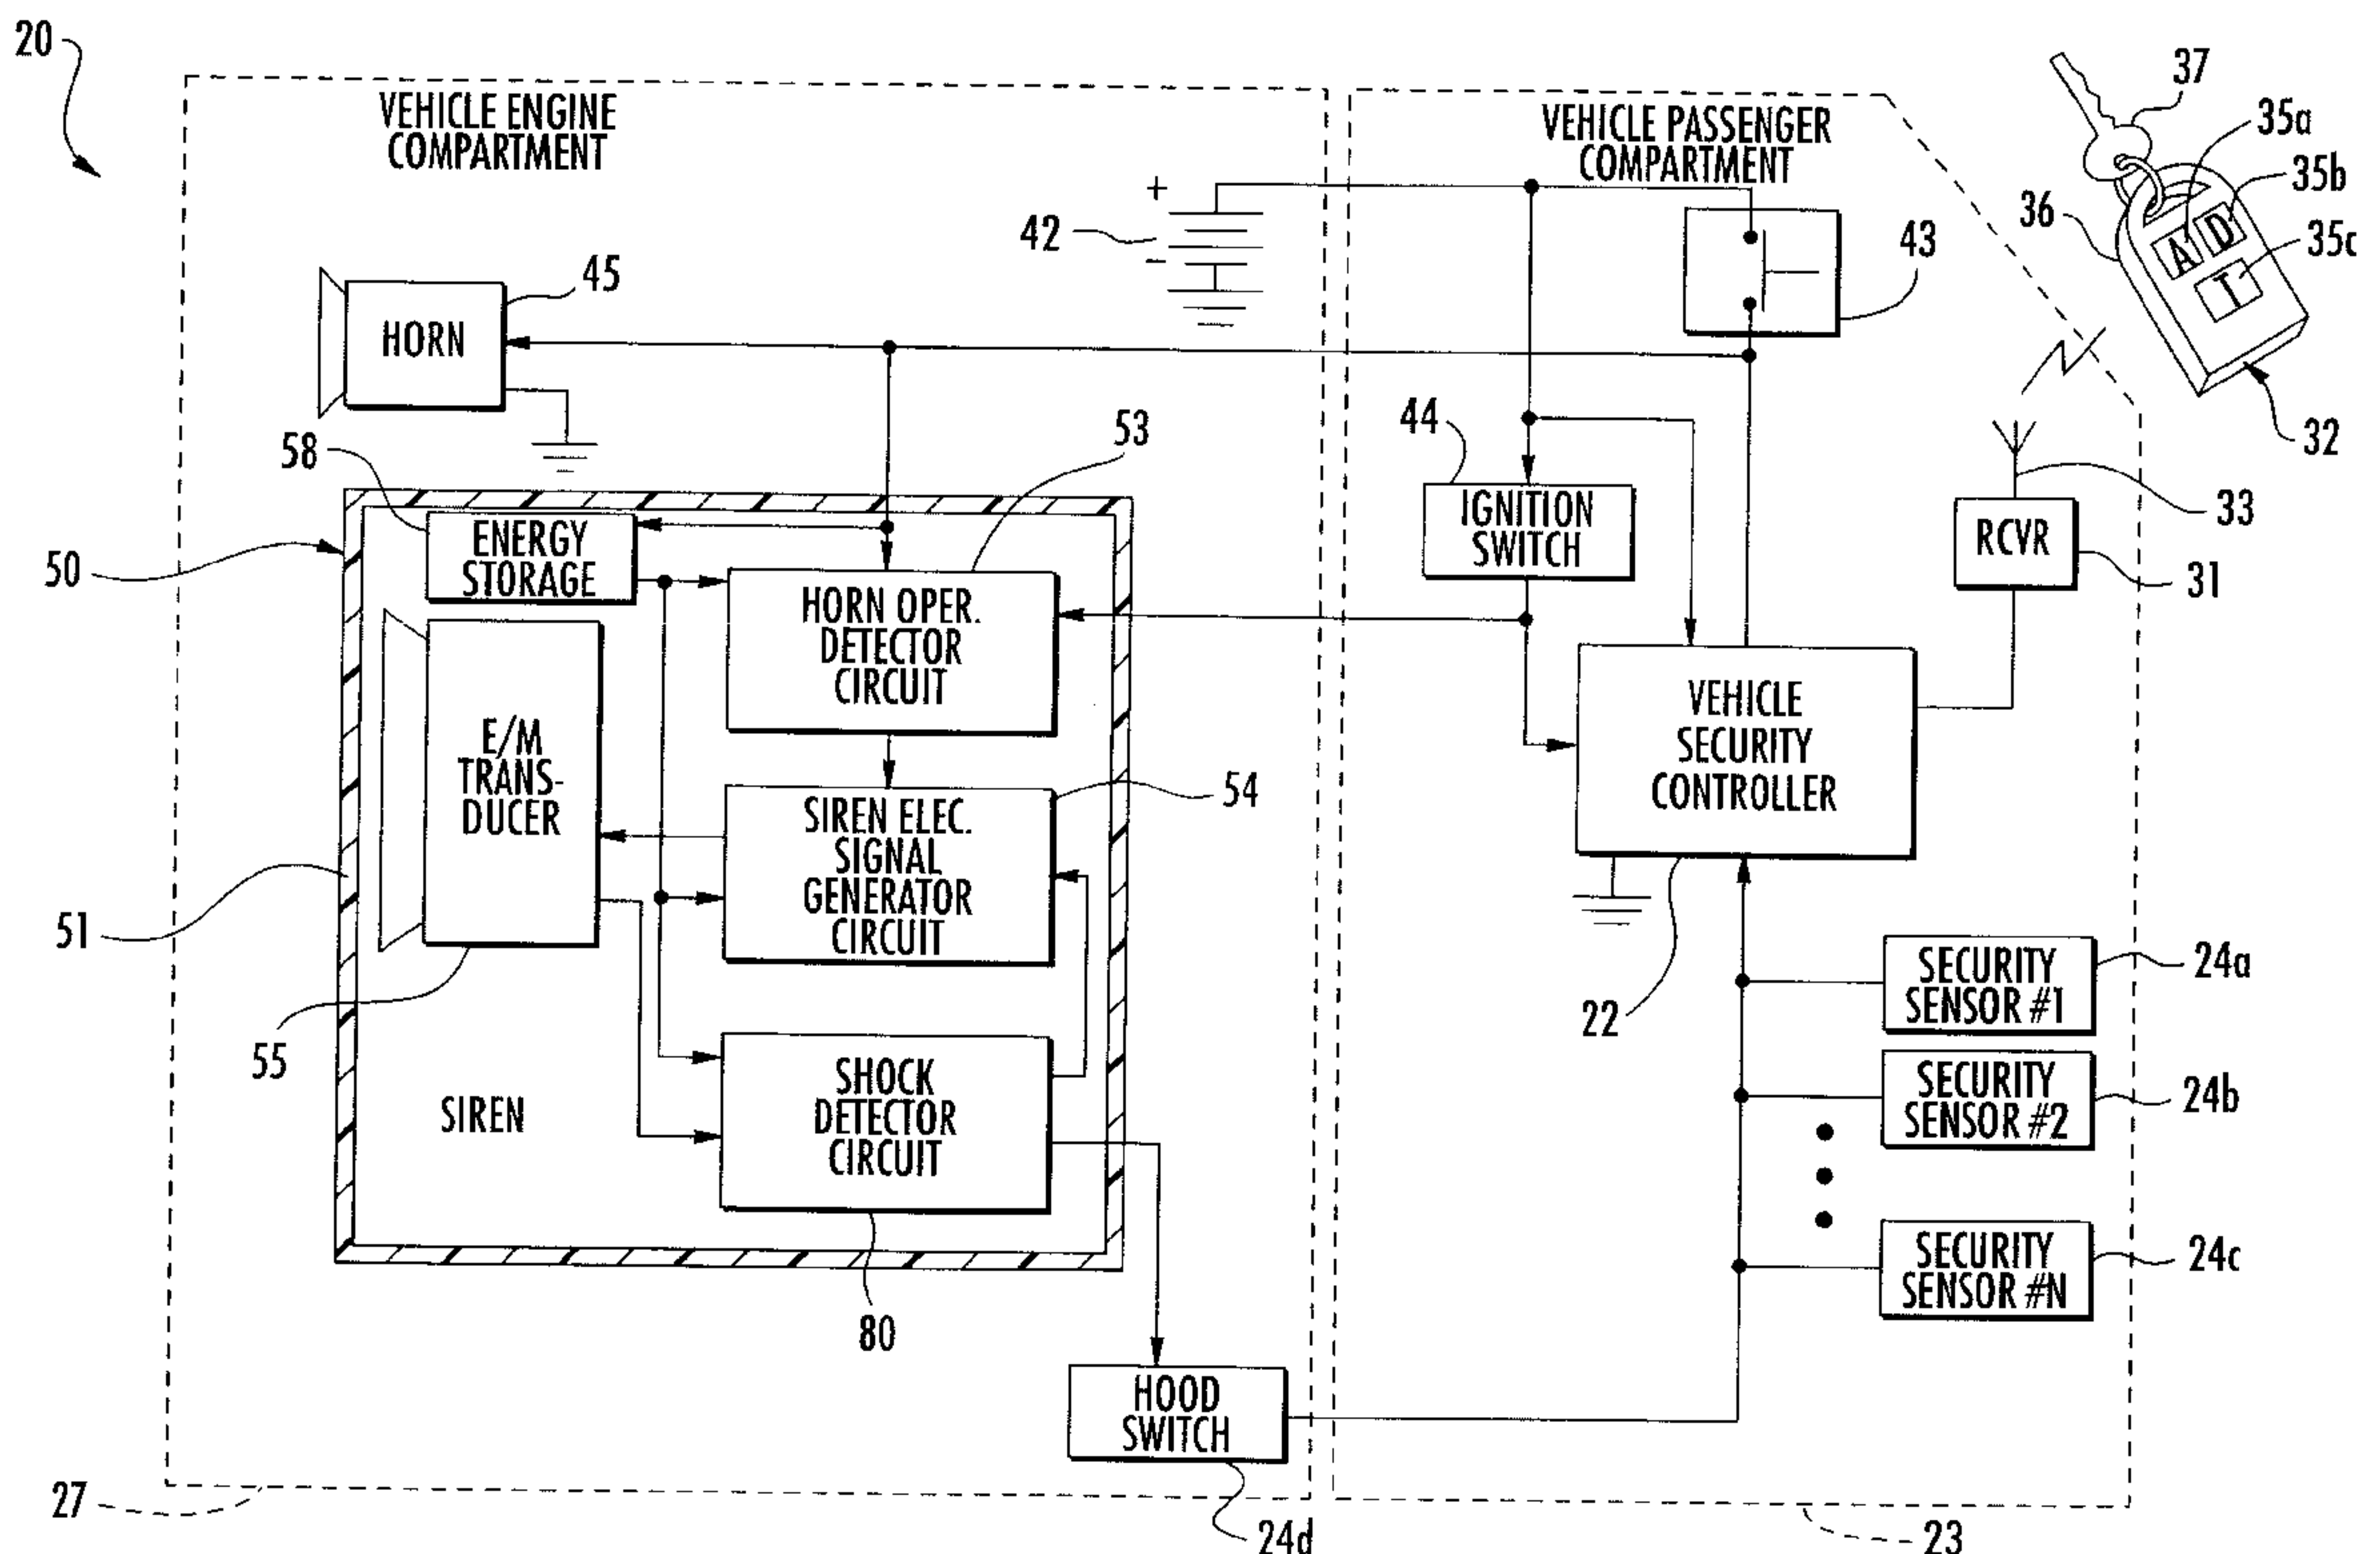 20
VEHICLE ENGINE
COMPARTMENT
VEHICLE PASSENGER
COMPARTMENT
37
35a
35b
35c
36
A
D
T
32
+
42
-
43
45
HORN
58
53
44
IGNITION
SWITCH
33
RCVR
31
50
ENERGY
STORAGE
HORN OPER.
DETECTOR
CIRCUIT
E/M
TRANS-
DUCER
VEHICLE
SECURITY
CONTROLLER
54
SIREN ELEC.
SIGNAL
GENERATOR
CIRCUIT
51
55
22
SECURITY
SENSOR #1
24a
SECURITY
SENSOR #2
24b
SIREN
SHOCK
DETECTOR
CIRCUIT
80
SECURITY
SENSOR #N
24c
HOOD
SWITCH
27
24d
23